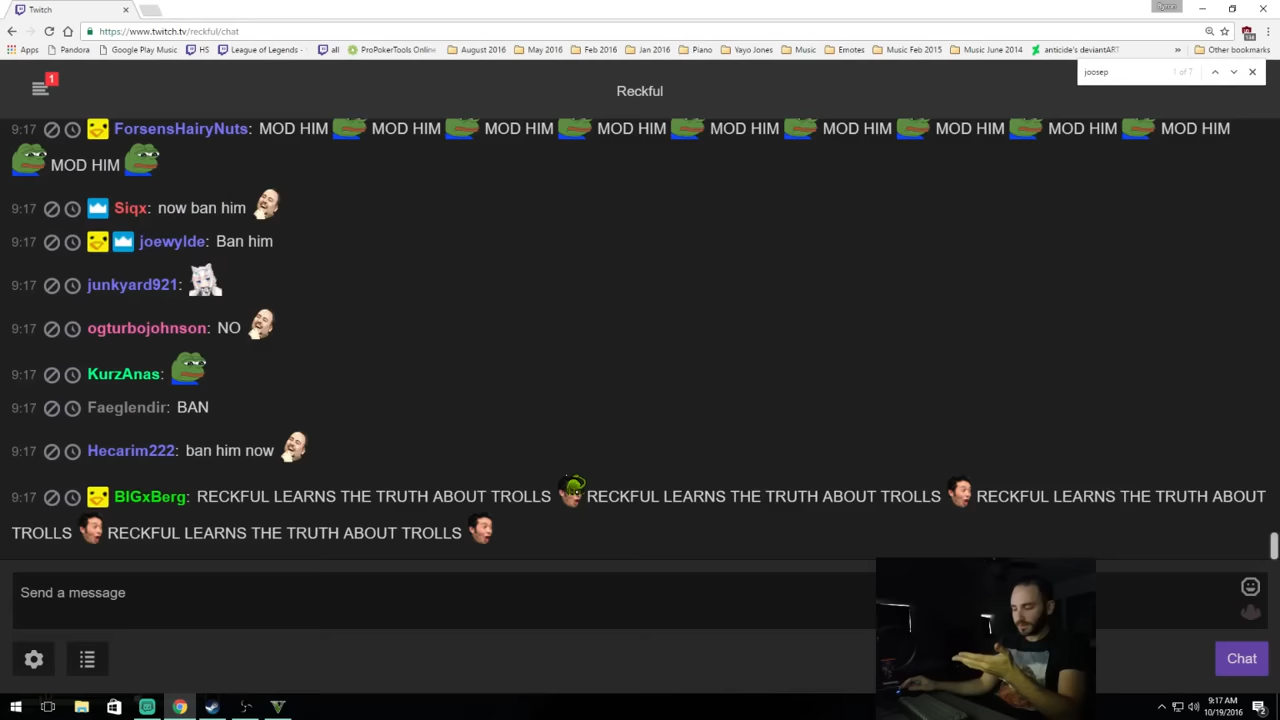 Twitch
Byron
https://www.twitch.tv/reckful/chat
Apps Pandora Google Play Music HS League of Legends - all ProPokerTools Online August 2016 May 2016 Feb 2016 Jan 2016 Piano Yayo Jones Music Emotes Music Feb 2015 Music June 2014 anticide's deviantART » Other bookmarks
joosep 1 of 7
1
Reckful
9:17 ForsensHairyNuts: MOD HIM MOD HIM MOD HIM MOD HIM MOD HIM MOD HIM MOD HIM MOD HIM MOD HIM
MOD HIM
9:17 Siqx: now ban him
9:17 joewylde: Ban him
9:17 junkyard921:
9:17 ogturbojohnson: NO
9:17 KurzAnas:
9:17 Faeglendir: BAN
9:17 Hecarim222: ban him now
9:17 BIGxBerg: RECKFUL LEARNS THE TRUTH ABOUT TROLLS RECKFUL LEARNS THE TRUTH ABOUT TROLLS RECKFUL LEARNS THE TRUTH ABOUT
TROLLS RECKFUL LEARNS THE TRUTH ABOUT TROLLS
Send a message
Chat
9:17 AM
10/19/2016
2